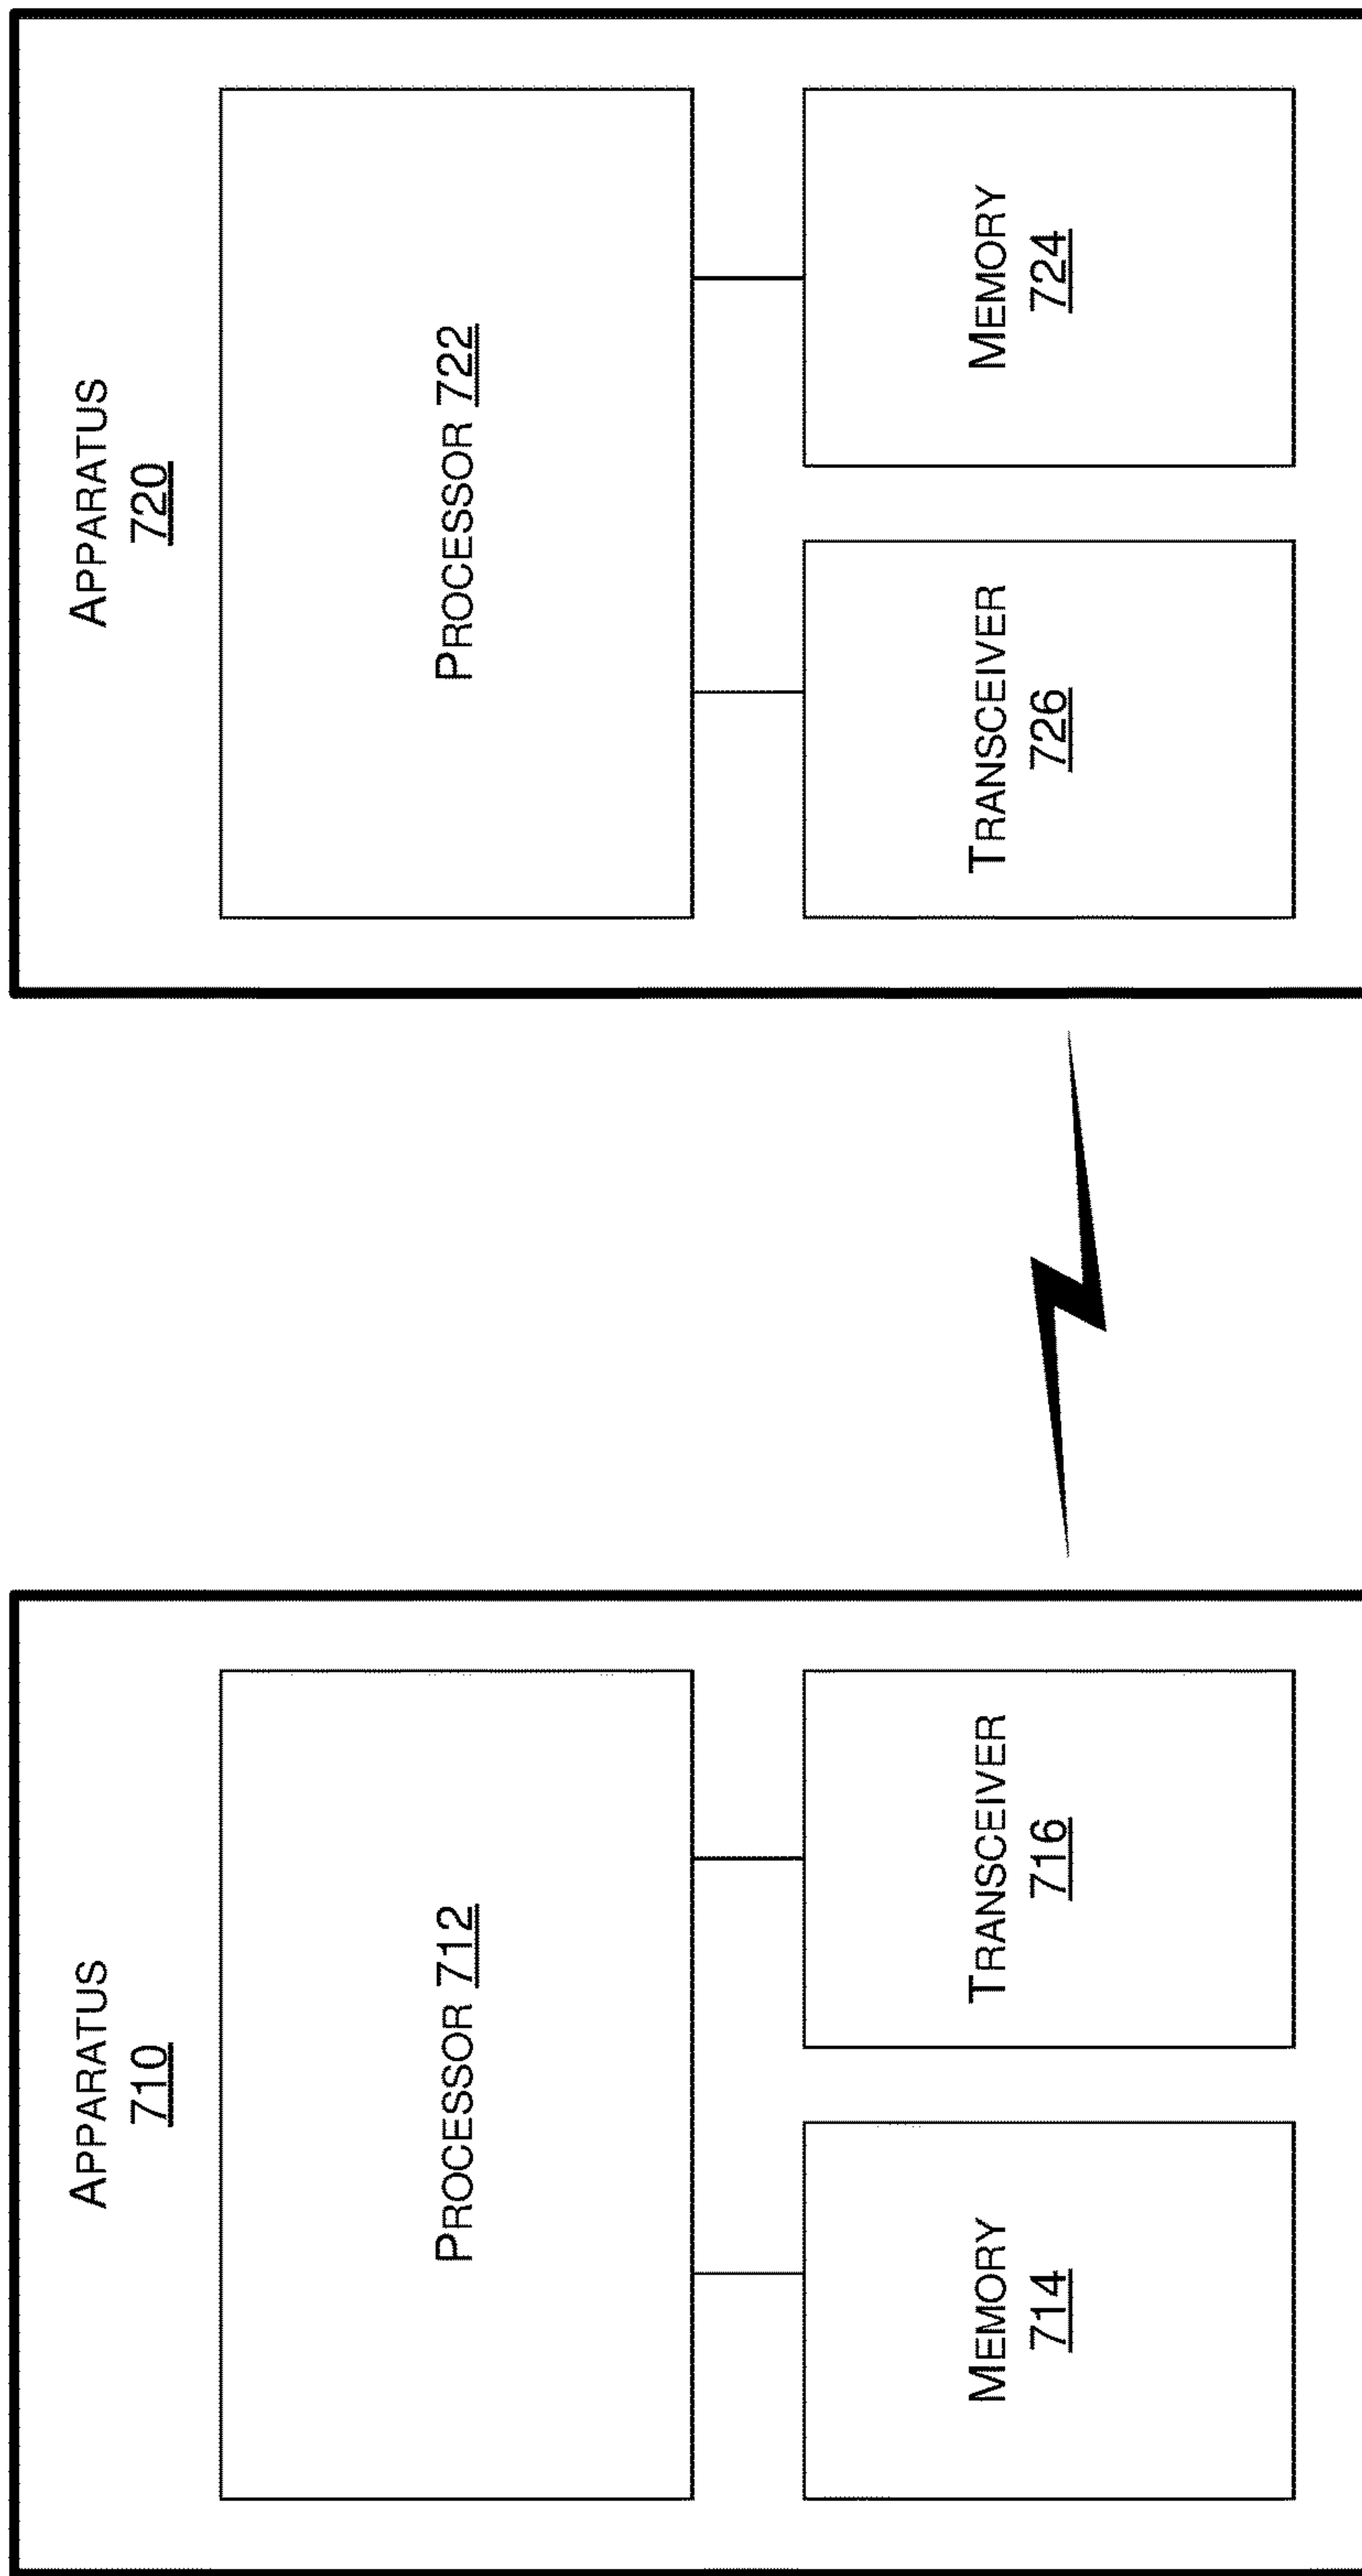 APPARATUS
710
PROCESSOR 712
MEMORY
714
TRANSCEIVER
716
APPARATUS
720
PROCESSOR 722
TRANSCEIVER
726
MEMORY
724